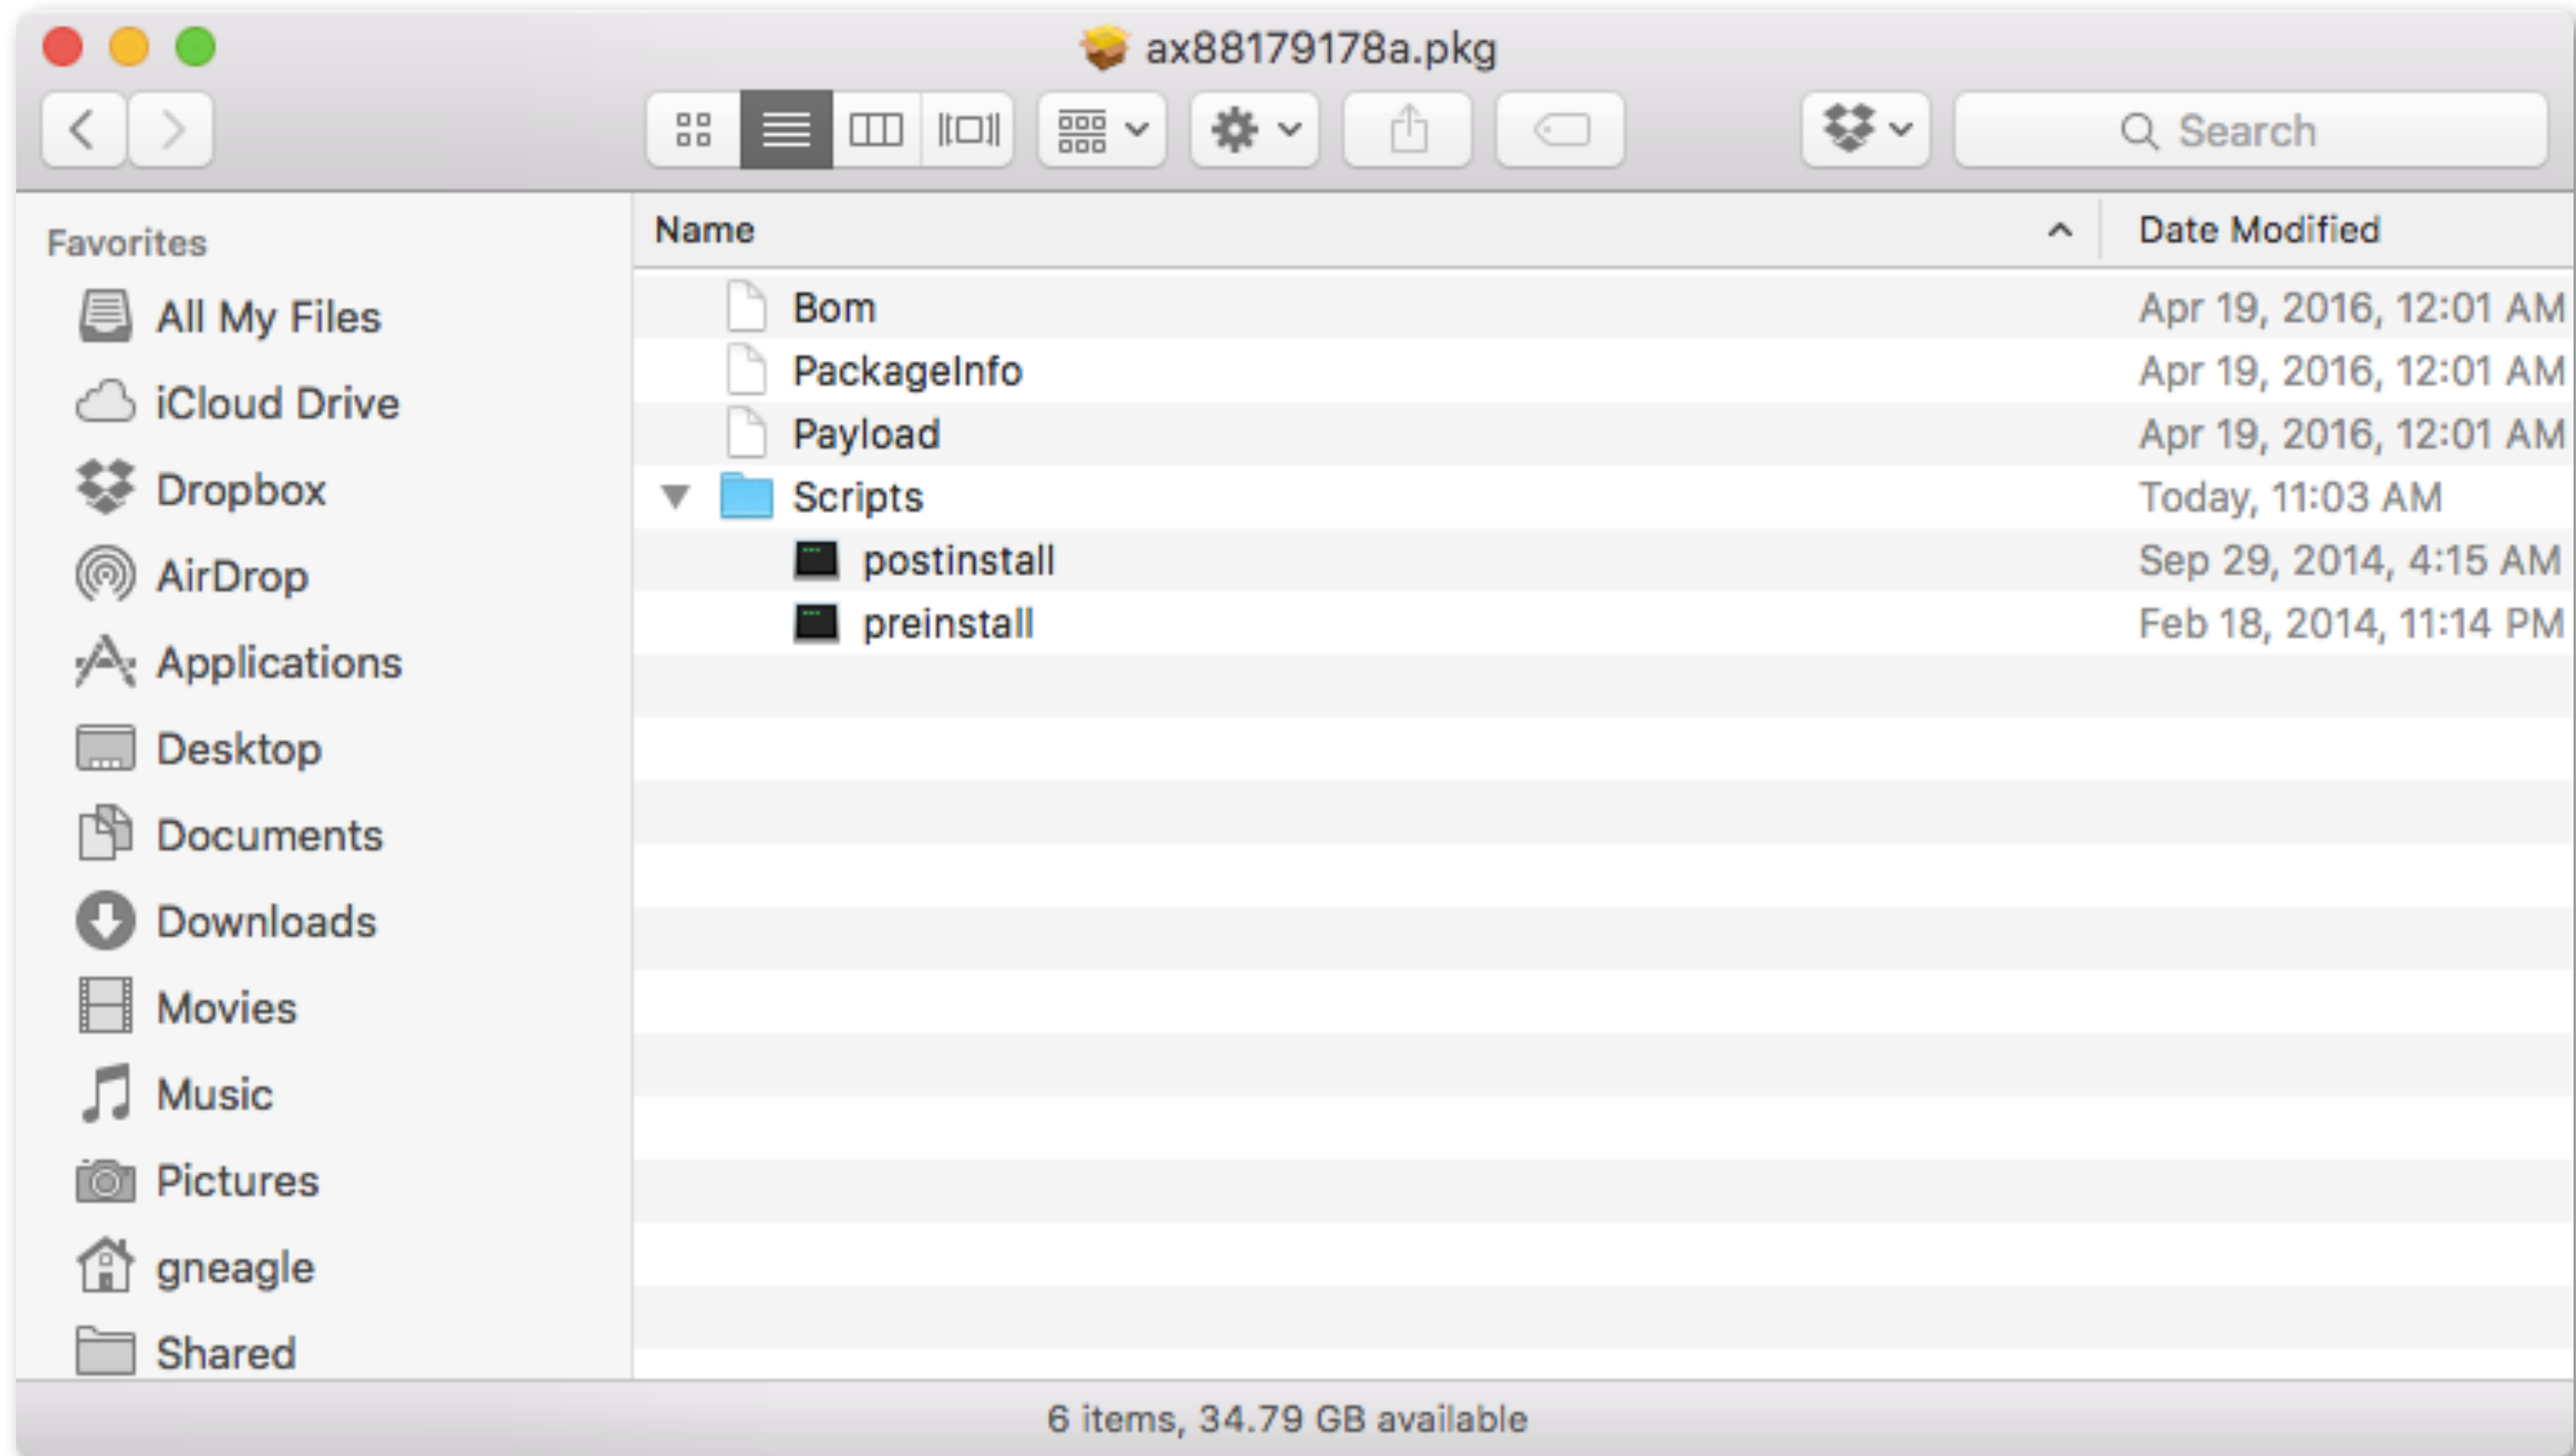 ax88179178a.pkg
Search
Favorites
All My Files
iCloud Drive
Dropbox
AirDrop
Applications
Desktop
Documents
Downloads
Movies
Music
Pictures
gneagle
Shared
Name Date Modified
Bom Apr 19, 2016, 12:01 AM
PackageInfo Apr 19, 2016, 12:01 AM
Payload Apr 19, 2016, 12:01 AM
Scripts Today, 11:03 AM
postinstall Sep 29, 2014, 4:15 AM
preinstall Feb 18, 2014, 11:14 PM
6 items, 34.79 GB available